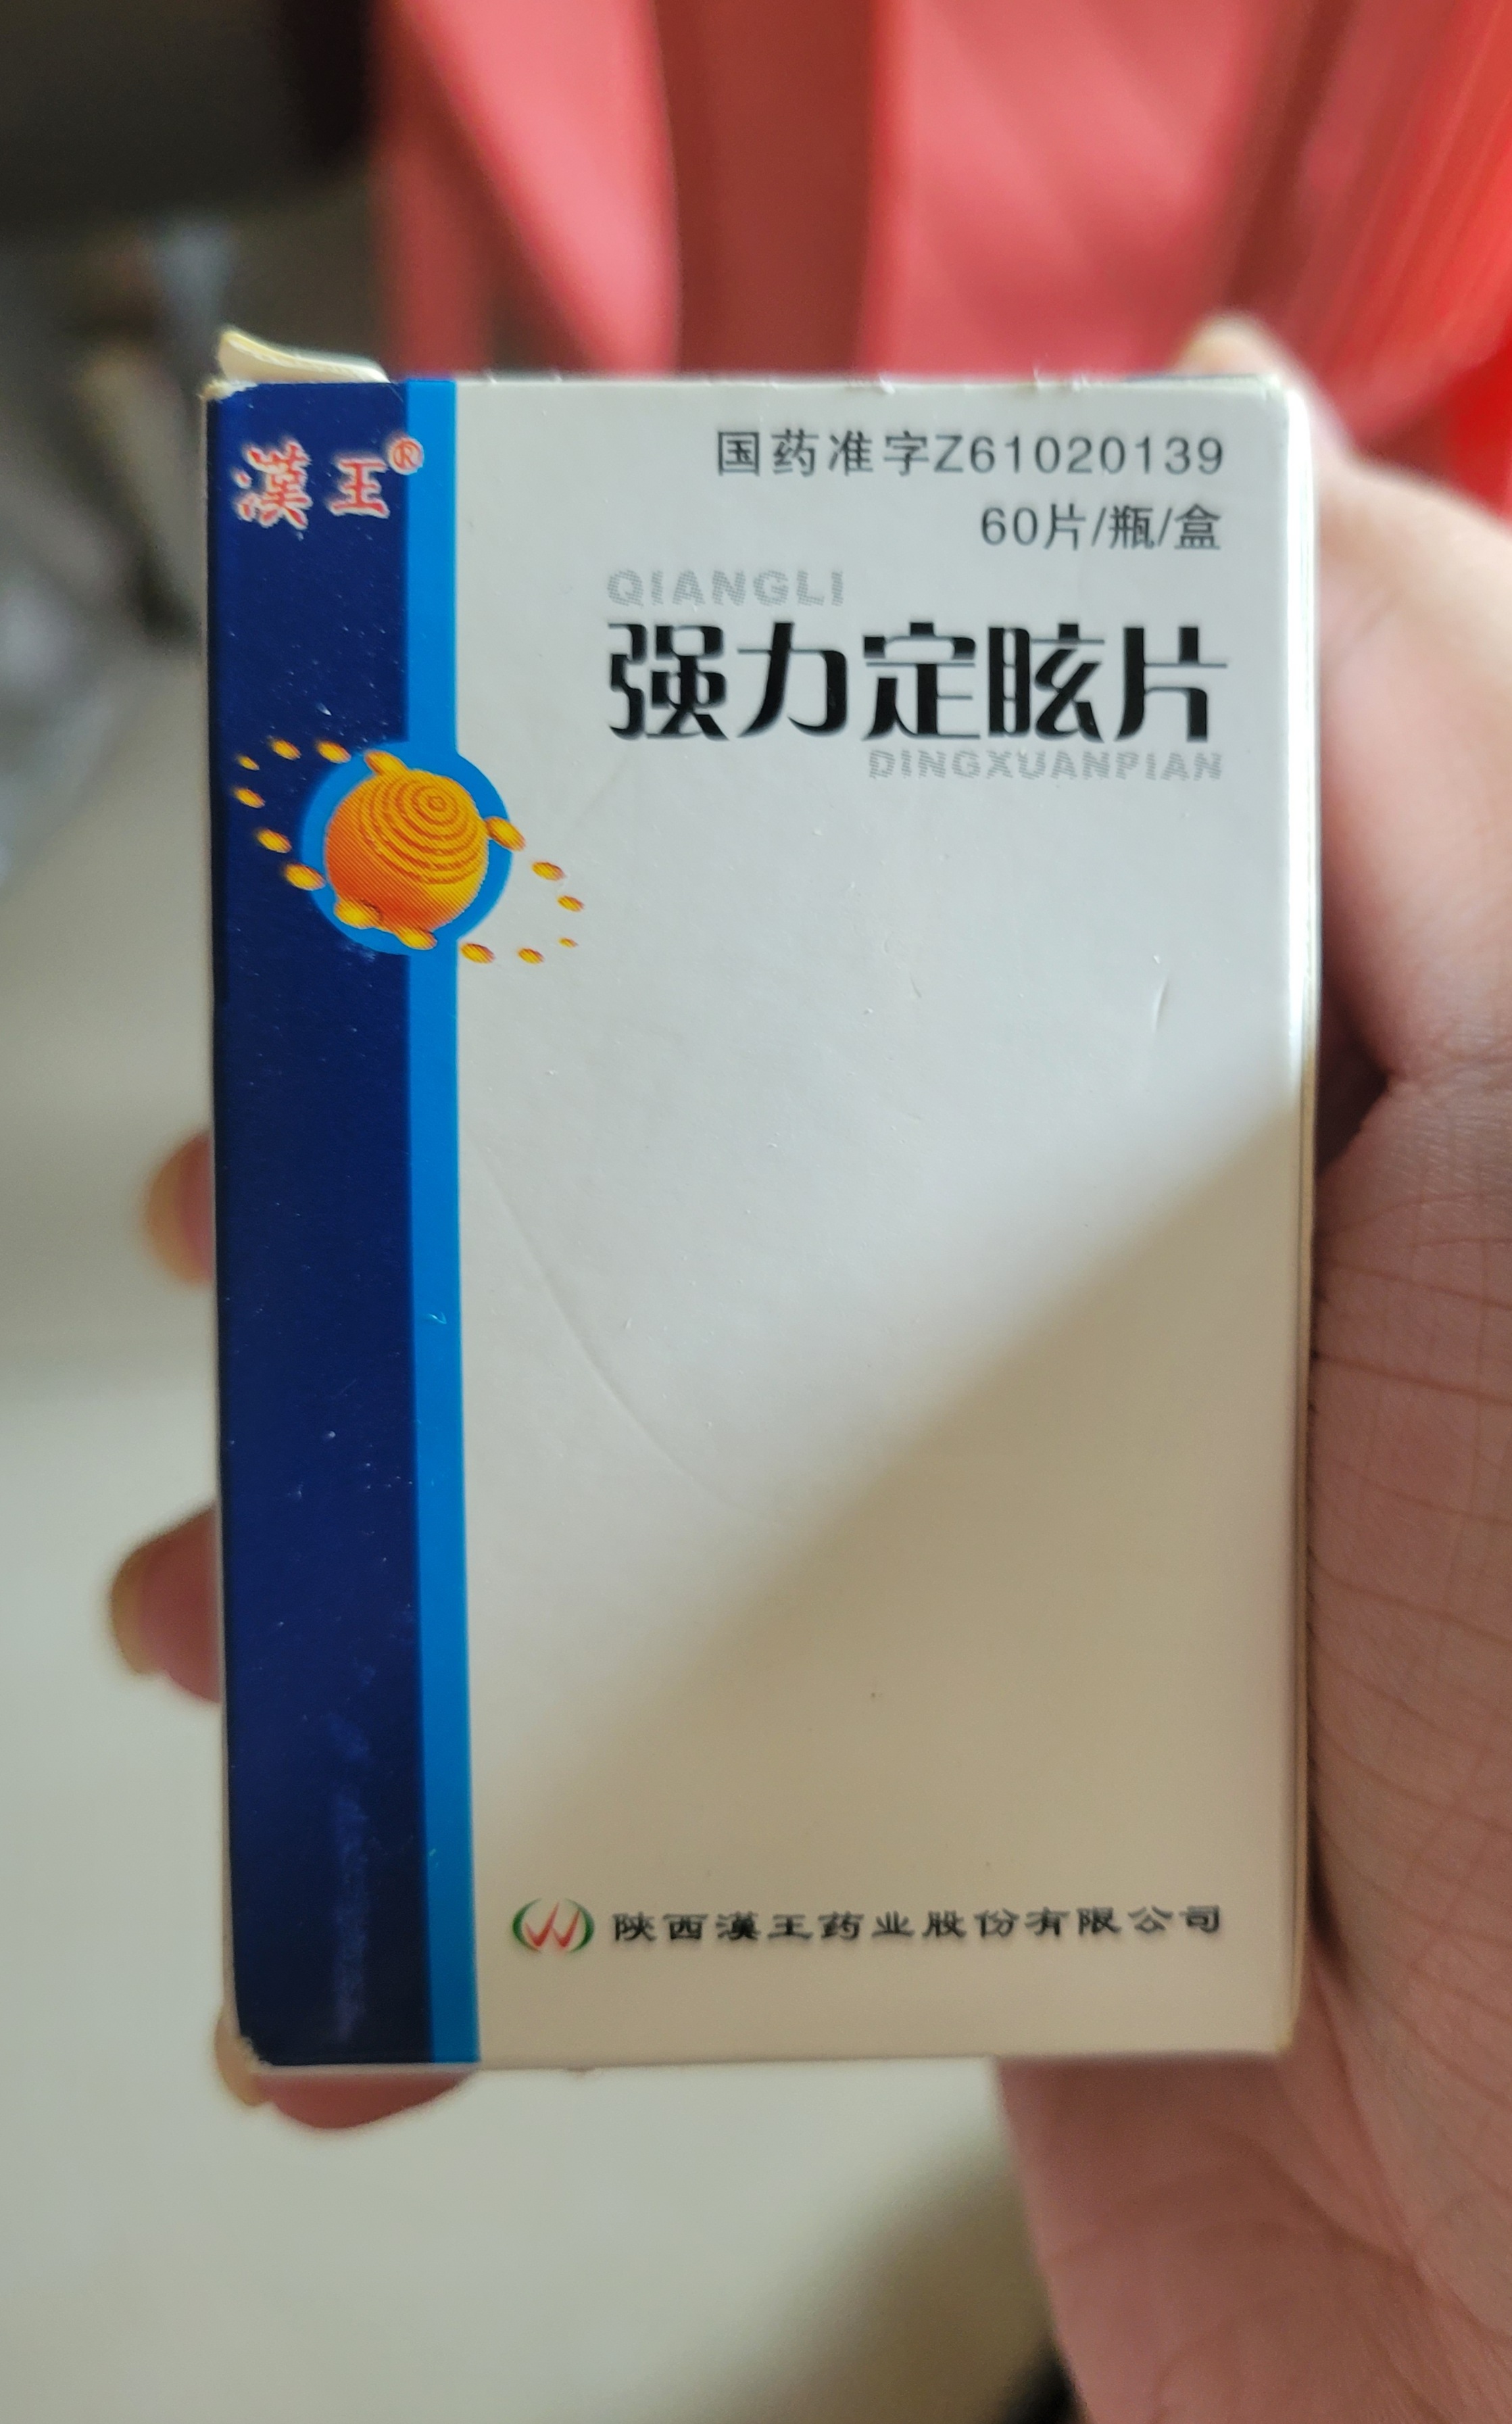 漢王®
国药准字Z61020139
60片/瓶/盒
QIANGLI
强力定眩片
DINGXUANPIAN
陕西漢王药业股份有限公司